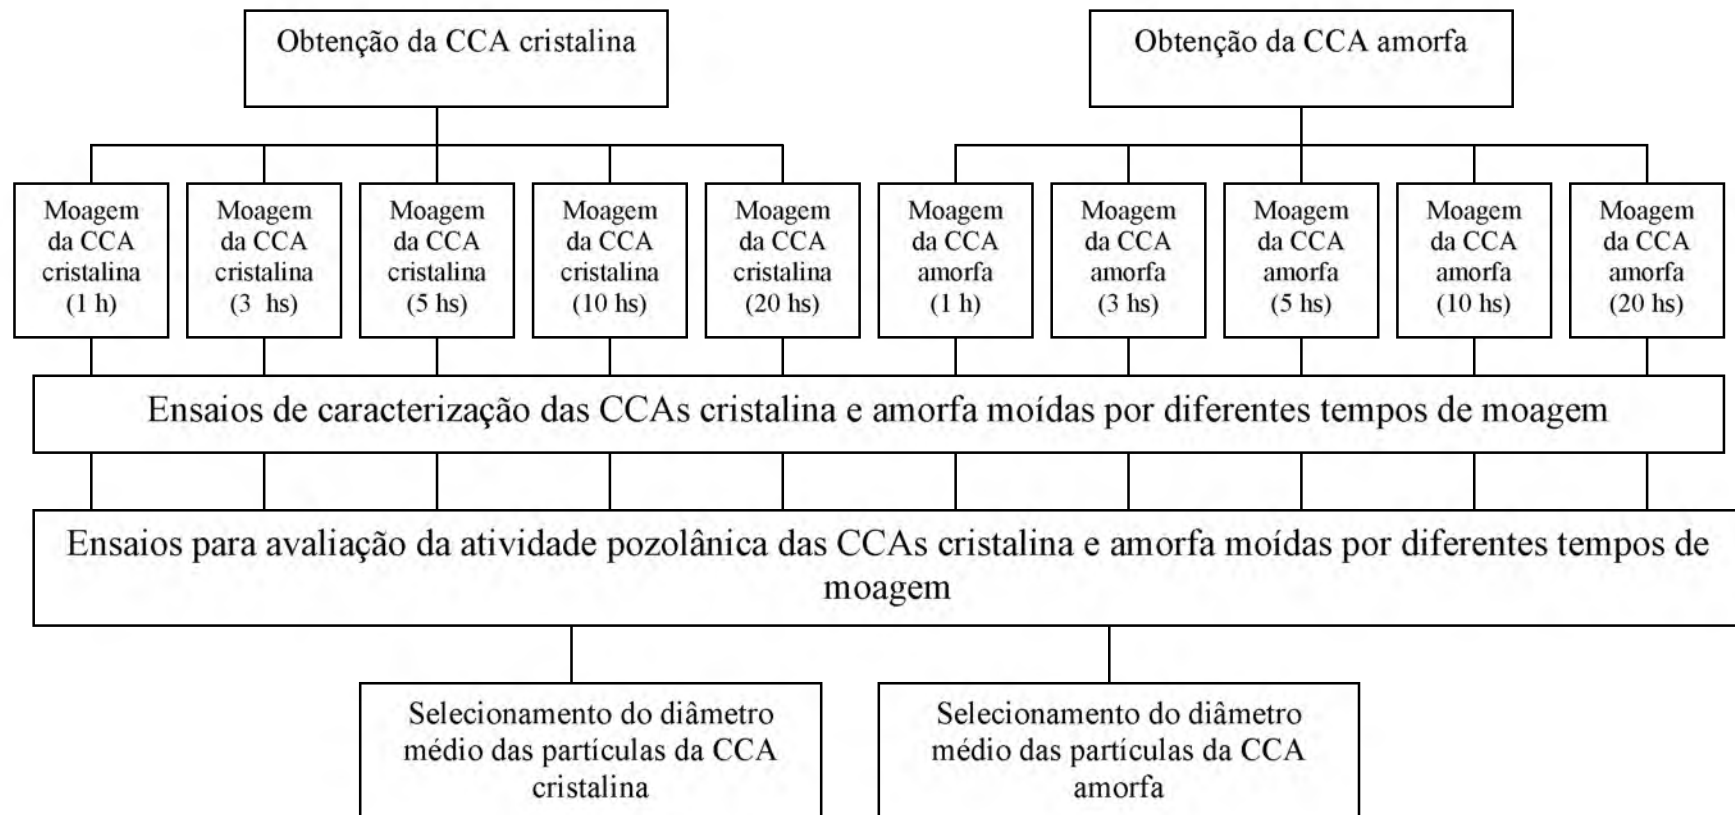 Obtenção da CCA cristalina
Obtenção da CCA amorfa
Moagem
da CCA
cristalina
(1 h)
Moagem
da CCA
cristalina
(3 hs)
Moagem
da CCA
cristalina
(5 hs)
Moagem
da CCA
cristalina
(10 hs)
Moagem
da CCA
cristalina
(20 hs)
Moagem
da CCA
amorfa
(1 h)
Moagem
da CCA
amorfa
(3 hs)
Moagem
da CCA
amorfa
(5 hs)
Moagem
da CCA
amorfa
(10 hs)
Moagem
da CCA
amorfa
(20 hs)
Ensaios de caracterização das CCAs cristalina e amorfa moídas por diferentes tempos de moagem
Ensaios para avaliação da atividade pozolânica das CCAs cristalina e amorfa moídas por diferentes tempos de
moagem
Selecionamento do diâmetro
médio das partículas da CCA
cristalina
Selecionamento do diâmetro
médio das partículas da CCA
amorfa